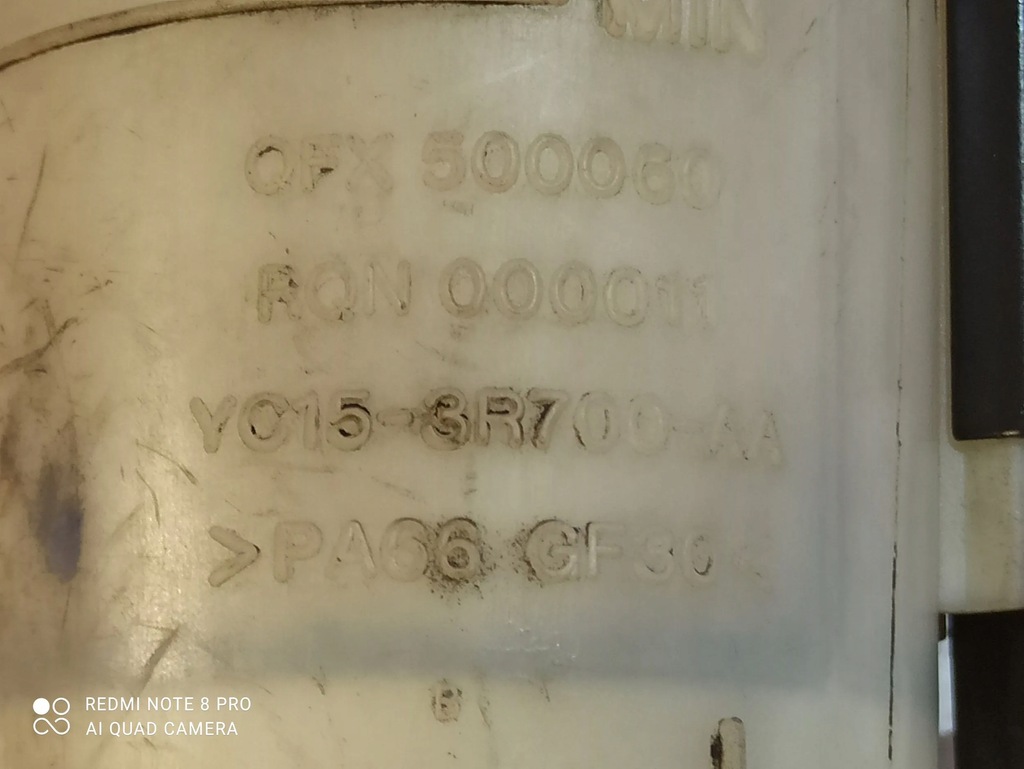 MIN
QFX 500060
RQN 000011
YC15-3R700-AA
>PA66 GF30<
REDMI NOTE 8 PRO
AI QUAD CAMERA